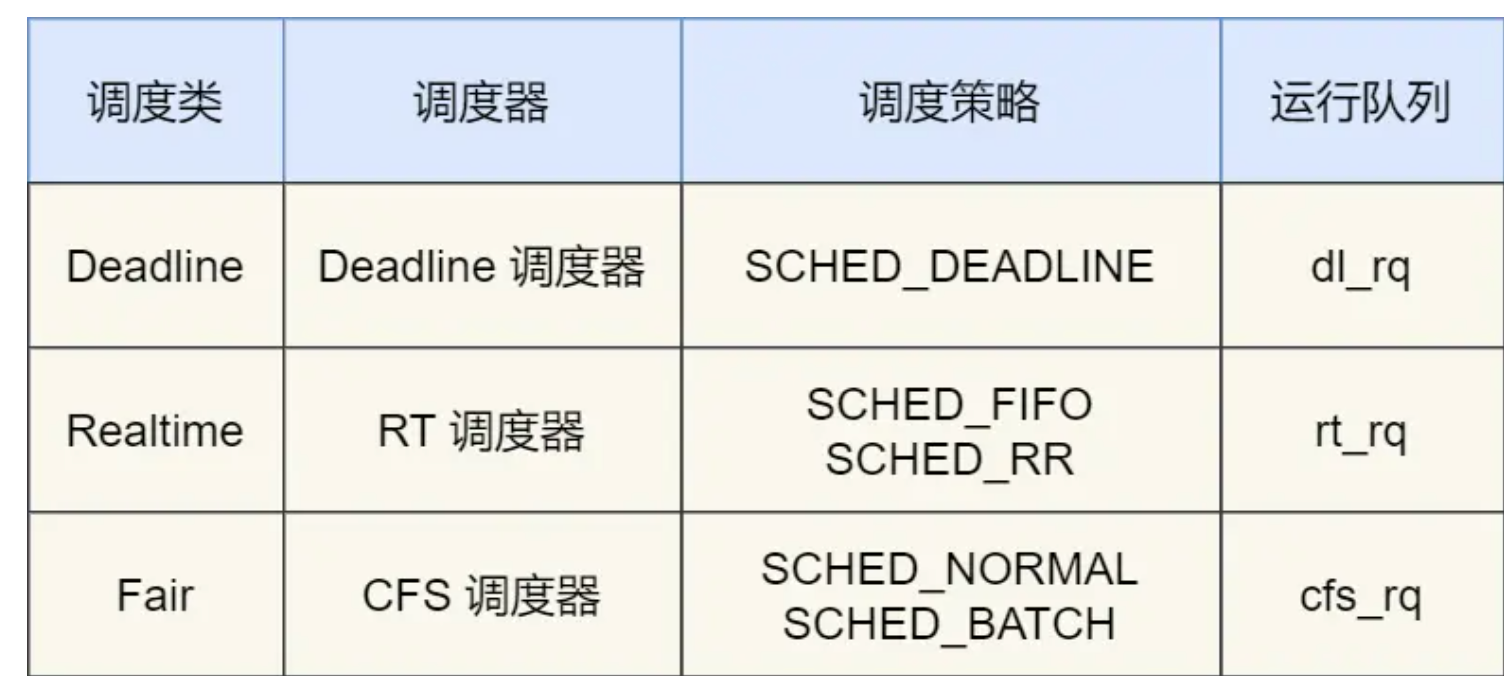 调度类 调度器 调度策略 运行队列
Deadline Deadline 调度器 SCHED_DEADLINE dl_rq
Realtime RT 调度器 SCHED_FIFO rt_rq
SCHED_RR
Fair CFS 调度器 SCHED_NORMAL cfs_rq
SCHED_BATCH